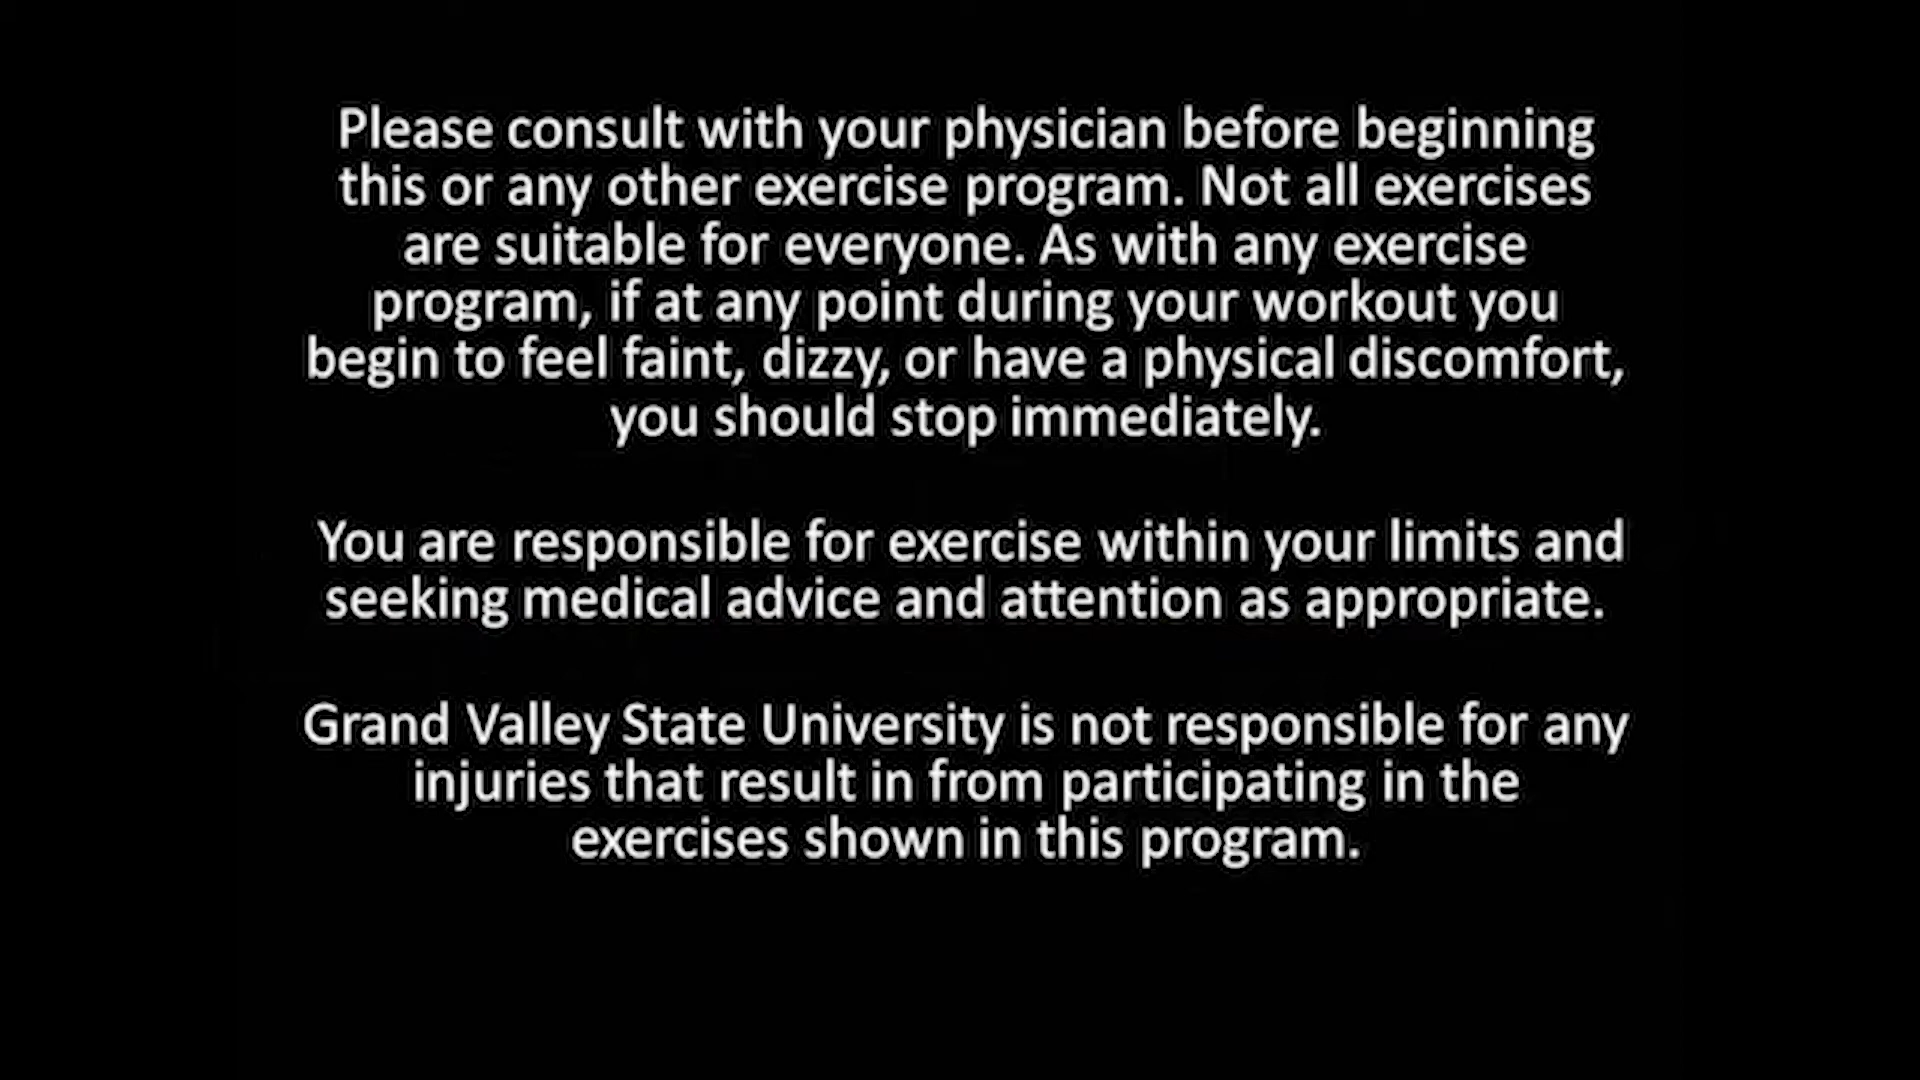 Please consult with your physician before beginning
this or any other exercise program. Not all exercises
are suitable for everyone. As with any exercise
program, if at any point during your workout you
begin to feel faint, dizzy, or have a physical discomfort,
you should stop immediately.
You are responsible for exercise within your limits and
seeking medical advice and attention as appropriate.
Grand Valley State University is not responsible for any
injuries that result in from participating in the
exercises shown in this program.